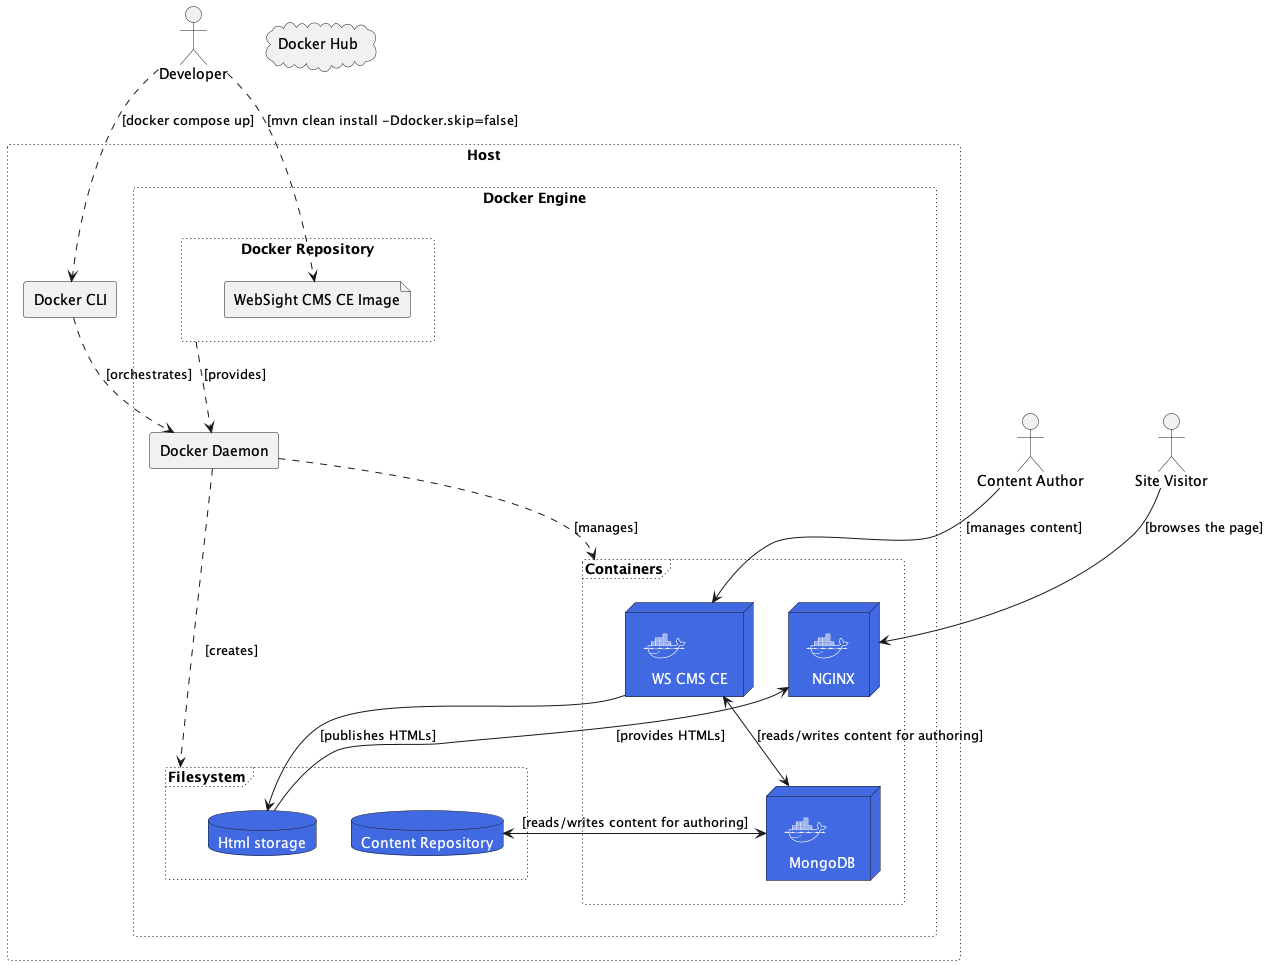 Docker Hub
Developer
[docker compose up]
[mvn clean install -Ddocker.skip=false]
Host
Docker Engine
Docker Repository
Docker CLI
WebSight CMS CE Image
[orchestrates]
[provides]
Docker Daemon
Content Author
Site Visitor
[manages]
[manages content]
[browses the page]
Containers
[creates]
WS CMS CE
NGINX
[publishes HTMLs]
[provides HTMLs]
[reads/writes content for authoring]
Filesystem
[reads/writes content for authoring]
Html storage
Content Repository
MongoDB